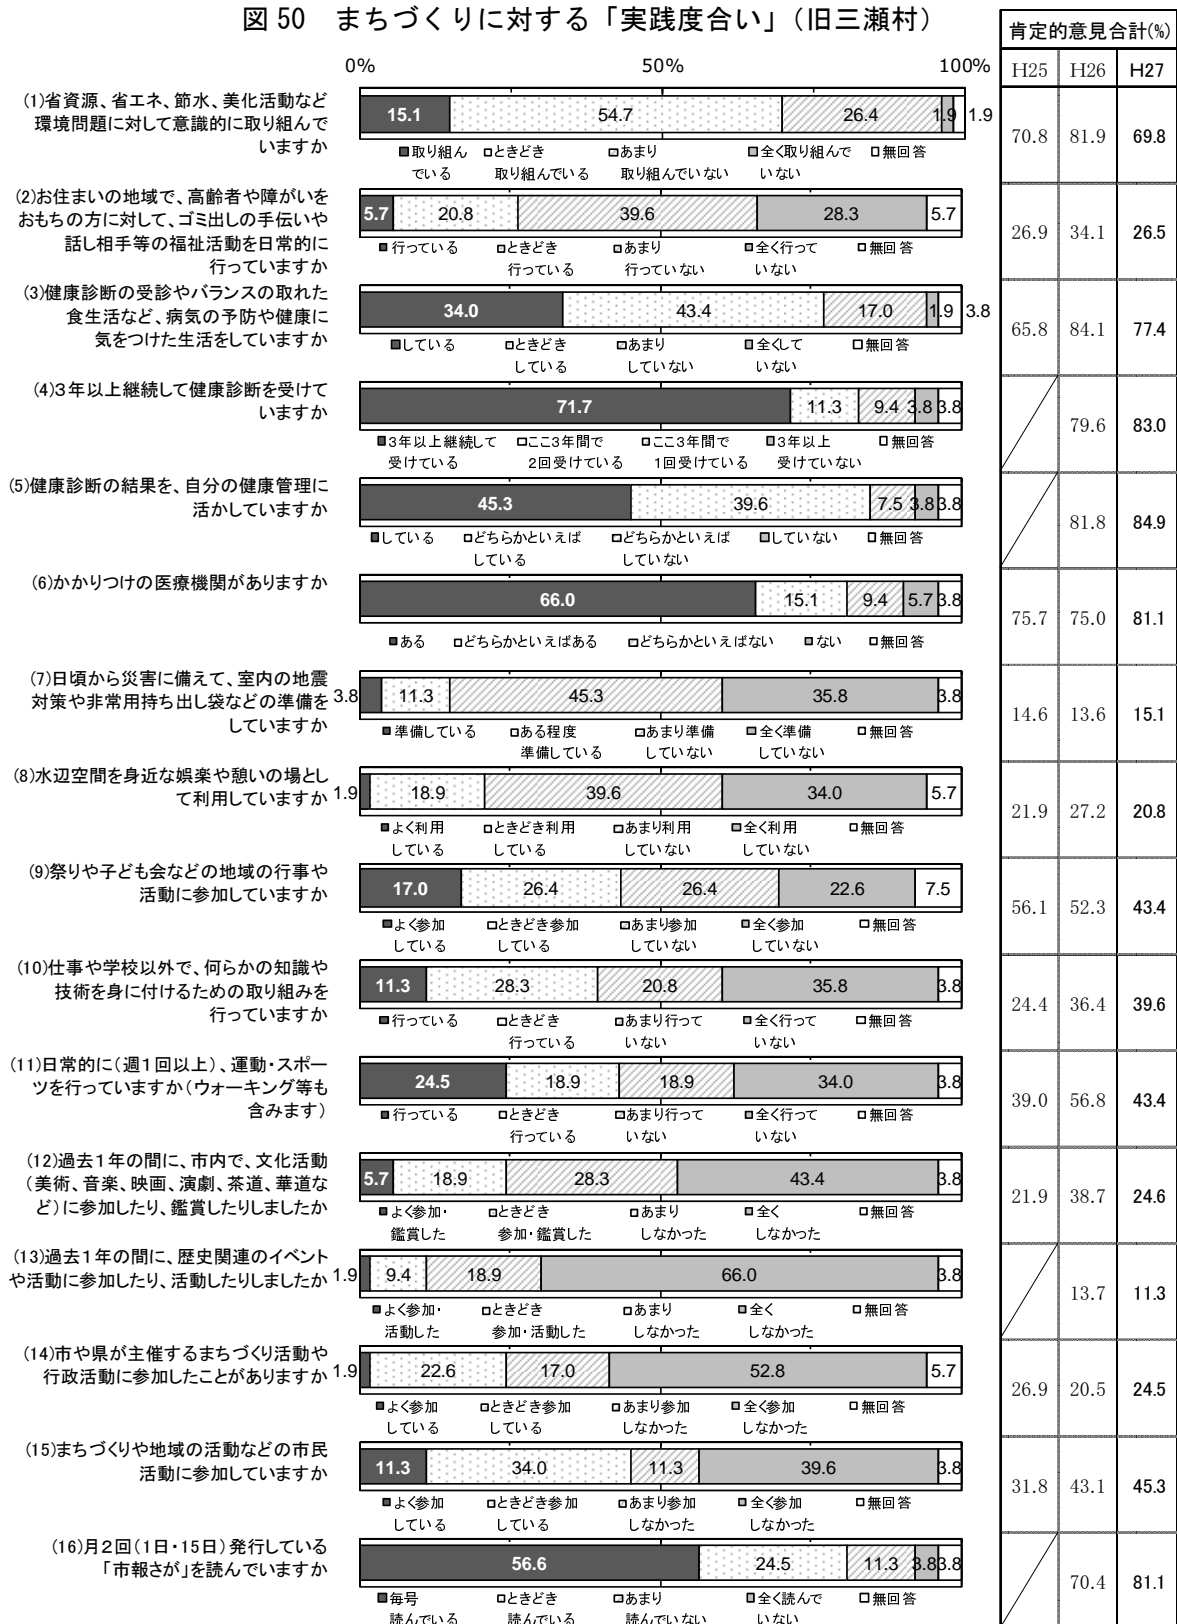 図50　まちづくりに対する「実践度合い」（旧三瀬村）
肯定的意見合計(%)
H25 H26 H27
0% 50% 100%
(1)省資源、省エネ、節水、美化活動など
環境問題に対して意識的に取り組んで
いますか
15.1 54.7 26.4 1.9 1.9
70.8 81.9 69.8
■取り組んでいる □ときどき取り組んでいる □あまり取り組んでいない ■全く取り組んでいない □無回答
(2)お住まいの地域で、高齢者や障がいを
おもちの方に対して、ゴミ出しの手伝いや
話し相手等の福祉活動を日常的に
行っていますか
5.7 20.8 39.6 28.3 5.7
26.9 34.1 26.5
■行っている □ときどき行っている □あまり行っていない ■全く行っていない □無回答
(3)健康診断の受診やバランスの取れた
食生活など、病気の予防や健康に
気をつけた生活をしていますか
34.0 43.4 17.0 1.9 3.8
65.8 84.1 77.4
■している □ときどきしている □あまりしていない ■全くしていない □無回答
(4)3年以上継続して健康診断を受けて
いますか
71.7 11.3 9.4 3.8 3.8
79.6 83.0
■3年以上継続して受けている □ここ3年間で2回受けている □ここ3年間で1回受けている ■3年以上受けていない □無回答
(5)健康診断の結果を、自分の健康管理に
活かしていますか
45.3 39.6 7.5 3.8 3.8
81.8 84.9
■している □どちらかといえばしている □どちらかといえばしていない ■していない □無回答
(6)かかりつけの医療機関がありますか
66.0 15.1 9.4 5.7 3.8
75.7 75.0 81.1
■ある □どちらかといえばある □どちらかといえばない ■ない □無回答
(7)日頃から災害に備えて、室内の地震
対策や非常用持ち出し袋などの準備を
していますか
3.8 11.3 45.3 35.8 3.8
14.6 13.6 15.1
■準備している □ある程度準備している □あまり準備していない ■全く準備していない □無回答
(8)水辺空間を身近な娯楽や憩いの場とし
て利用していますか
1.9 18.9 39.6 34.0 5.7
21.9 27.2 20.8
■よく利用している □ときどき利用している □あまり利用していない ■全く利用していない □無回答
(9)祭りや子ども会などの地域の行事や
活動に参加していますか
17.0 26.4 26.4 22.6 7.5
56.1 52.3 43.4
■よく参加している □ときどき参加している □あまり参加していない ■全く参加していない □無回答
(10)仕事や学校以外で、何らかの知識や
技術を身に付けるための取り組みを
行っていますか
11.3 28.3 20.8 35.8 3.8
24.4 36.4 39.6
■行っている □ときどき行っている □あまり行っていない ■全く行っていない □無回答
(11)日常的に(週1回以上)、運動・スポー
ツを行っていますか(ウォーキング等も
含みます)
24.5 18.9 18.9 34.0 3.8
39.0 56.8 43.4
■行っている □ときどき行っている □あまり行っていない ■全く行っていない □無回答
(12)過去1年の間に、市内で、文化活動
(美術、音楽、映画、演劇、茶道、華道な
ど)に参加したり、鑑賞したりしましたか
5.7 18.9 28.3 43.4 3.8
21.9 38.7 24.6
■よく参加・鑑賞した □ときどき参加・鑑賞した □あまりしなかった ■全くしなかった □無回答
(13)過去1年の間に、歴史関連のイベント
や活動に参加したり、活動したりしましたか
1.9 9.4 18.9 66.0 3.8
13.7 11.3
■よく参加・活動した □ときどき参加・活動した □あまりしなかった ■全くしなかった □無回答
(14)市や県が主催するまちづくり活動や
行政活動に参加したことがありますか
1.9 22.6 17.0 52.8 5.7
26.9 20.5 24.5
■よく参加している □ときどき参加している □あまり参加しなかった ■全く参加しなかった □無回答
(15)まちづくりや地域の活動などの市民
活動に参加していますか
11.3 34.0 11.3 39.6 3.8
31.8 43.1 45.3
■よく参加している □ときどき参加している □あまり参加しなかった ■全く参加しなかった □無回答
(16)月2回(1日・15日)発行している
「市報さが」を読んでいますか
56.6 24.5 11.3 3.8 3.8
70.4 81.1
■毎号読んでいる □ときどき読んでいる □あまり読んでいない ■全く読んでいない □無回答